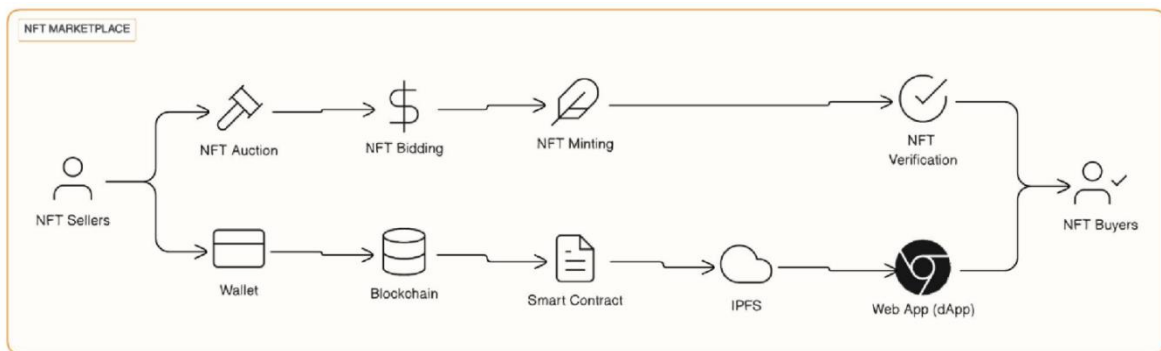 NFT MARKETPLACE
NFT Auction
NFT Bidding
NFT Minting
NFT
Verification
NFT Sellers
NFT Buyers
Wallet
Blockchain
Smart Contract
IPFS
Web App (dApp)